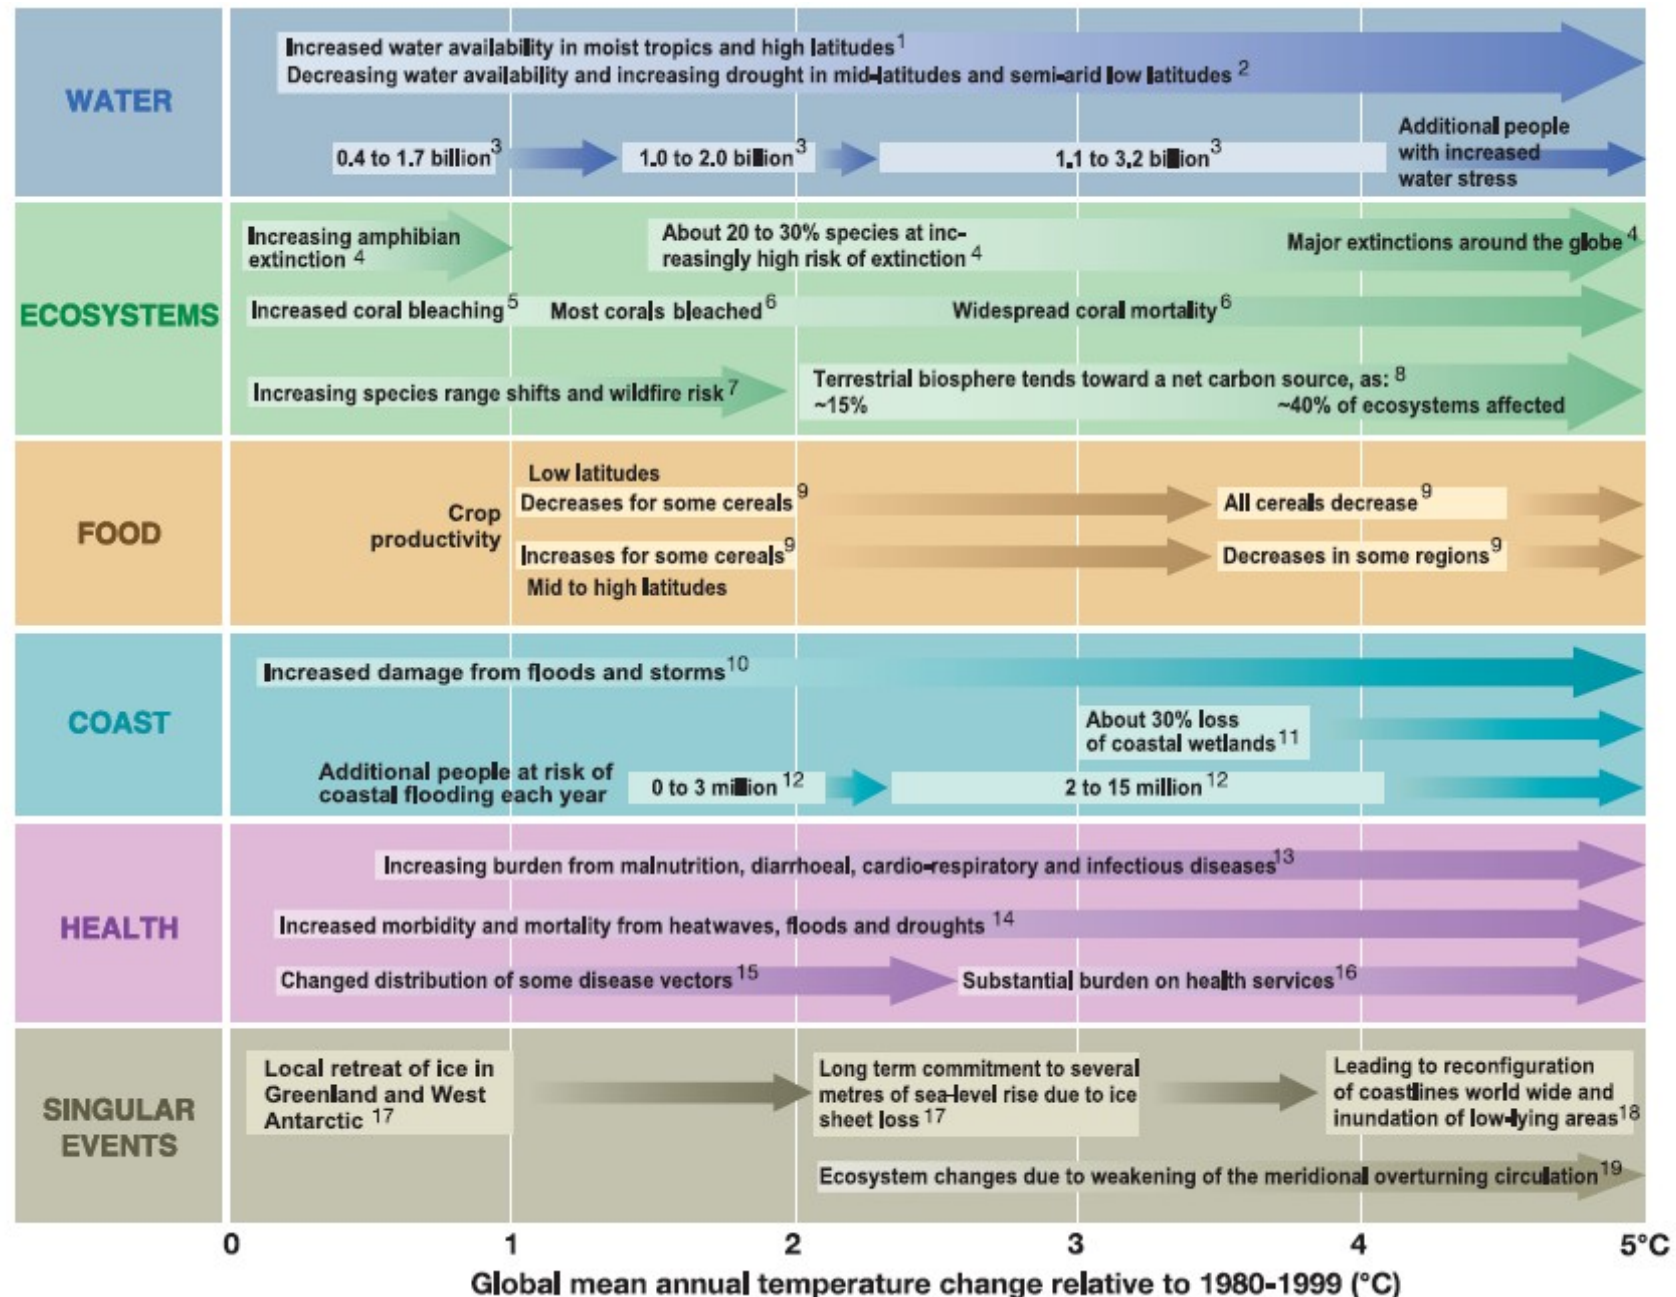 WATER
Increased water availability in moist tropics and high latitudes 1
Decreasing water availability and increasing drought in mid-latitudes and semi-arid low latitudes 2
0.4 to 1.7 billion 3
1.0 to 2.0 billion 3
1.1 to 3.2 billion 3
Additional people
with increased
water stress
ECOSYSTEMS
Increasing amphibian
extinction 4
About 20 to 30% species at inc-
reasingly high risk of extinction 4
Major extinctions around the globe 4
Increased coral bleaching 5
Most corals bleached 6
Widespread coral mortality 6
Increasing species range shifts and wildfire risk 7
Terrestrial biosphere tends toward a net carbon source, as: 8
~15%
~40% of ecosystems affected
FOOD
Crop
productivity
Low latitudes
Decreases for some cereals 9
All cereals decrease 9
Increases for some cereals 9
Decreases in some regions 9
Mid to high latitudes
COAST
Increased damage from floods and storms 10
About 30% loss
of coastal wetlands 11
Additional people at risk of
coastal flooding each year
0 to 3 million 12
2 to 15 million 12
HEALTH
Increasing burden from malnutrition, diarrhoeal, cardio-respiratory and infectious diseases 13
Increased morbidity and mortality from heatwaves, floods and droughts 14
Changed distribution of some disease vectors 15
Substantial burden on health services 16
SINGULAR
EVENTS
Local retreat of ice in
Greenland and West
Antarctic 17
Long term commitment to several
metres of sea-level rise due to ice
sheet loss 17
Leading to reconfiguration
of coastlines world wide and
inundation of low-lying areas 18
Ecosystem changes due to weakening of the meridional overturning circulation 19
0 1 2 3 4 5°C
Global mean annual temperature change relative to 1980-1999 (°C)